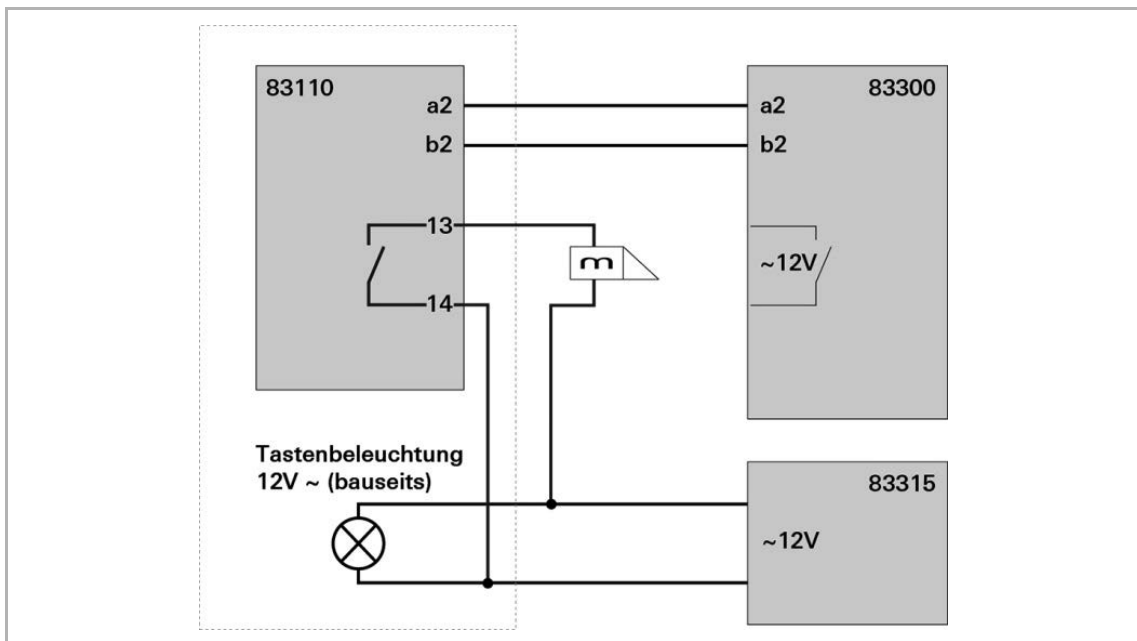 83110
a2
b2
13
14
83300
a2
b2
~12V
Tastenbeleuchtung
12V ~ (bauseits)
83315
~12V